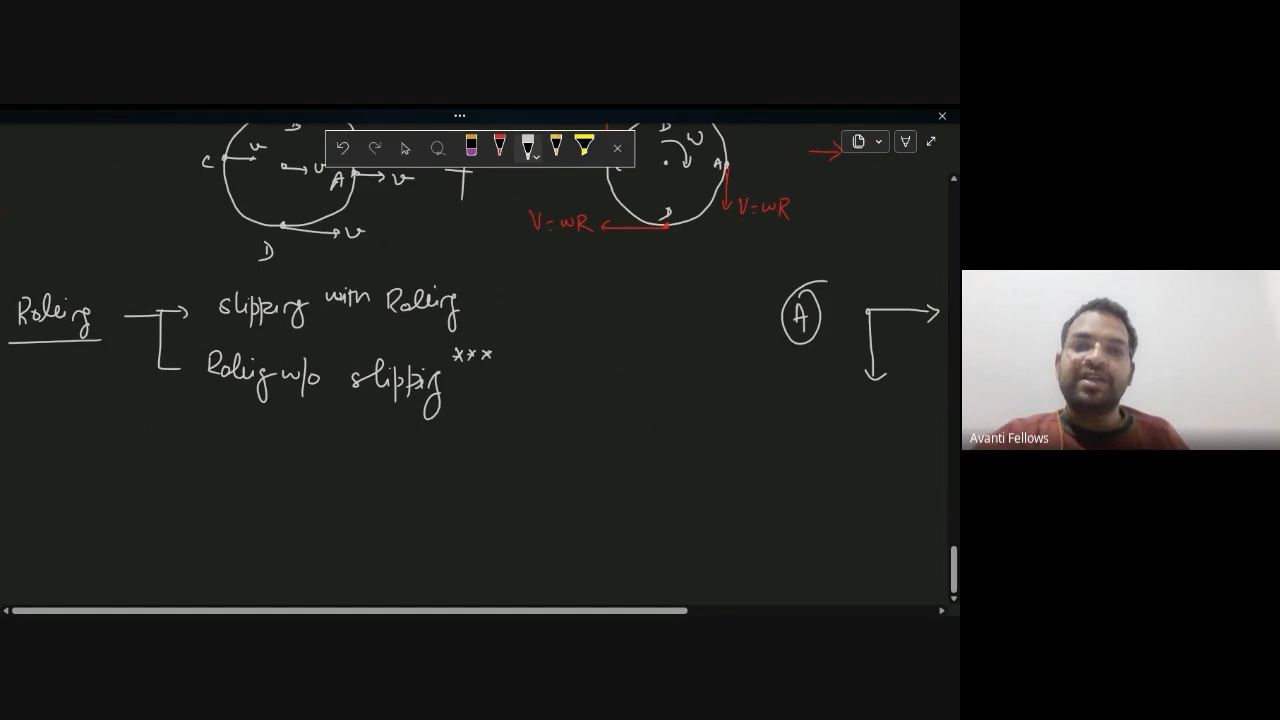 B
B
ω
C
v
v
A
v
A
V = ωR
V = ωR
D
v
D
Rolling
slipping with Rolling
Rolling w/o slipping ***
A
Avanti Fellows